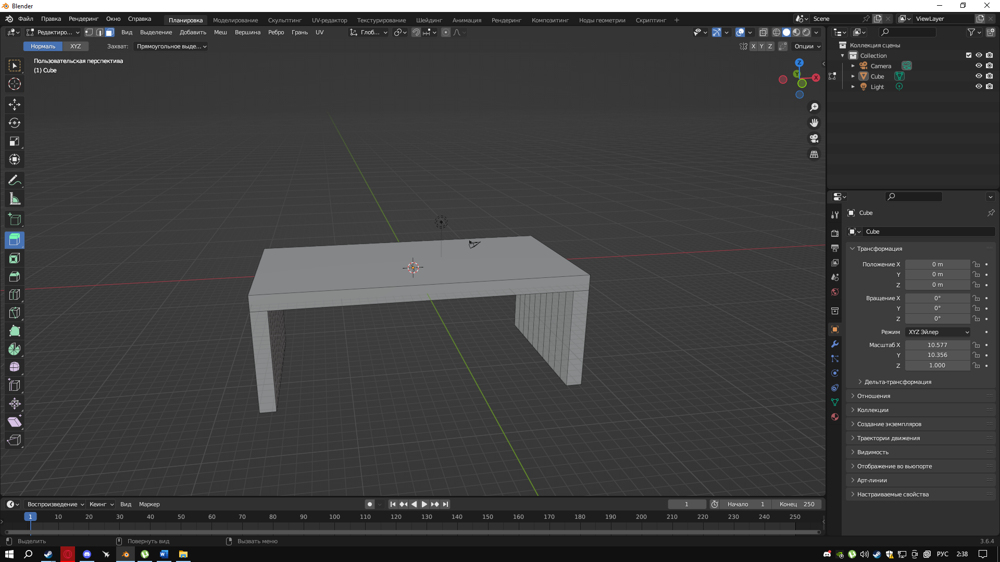 Blender
Файл Правка Рендеринг Окно Справка Планировка Моделирование Скульптинг UV-редактор Текстурирование Шейдинг Анимация Рендеринг Композитинг Ноды геометрии Скриптинг + Scene ViewLayer
Редактиро... Вид Выделение Добавить Меш Вершина Ребро Грань UV Глоб...
Нормаль XYZ Захват: Прямоугольное выде... X Y Z Опции
Пользовательская перспектива
(1) Cube
Z
Y
X
Коллекция сцены
Collection
Camera
Cube
Light
Cube
Cube
Трансформация
Положение X 0 m
Y 0 m
Z 0 m
Вращение X 0°
Y 0°
Z 0°
Режим XYZ Эйлер
Масштаб X 10.577
Y 10.356
Z 1.000
Дельта-трансформация
Отношения
Коллекции
Создание экземпляров
Траектории движения
Видимость
Отображение во вьюпорте
Арт-линии
Настраиваемые свойства
Воспроизведение Кеинг Вид Маркер 1 Начало 1 Конец 250
1 10 20 30 40 50 60 70 80 90 100 110 120 130 140 150 160 170 180 190 200 210 220 230 240 250
Выделить Повернуть вид Вызвать меню 3.6.4
РУС 2:38